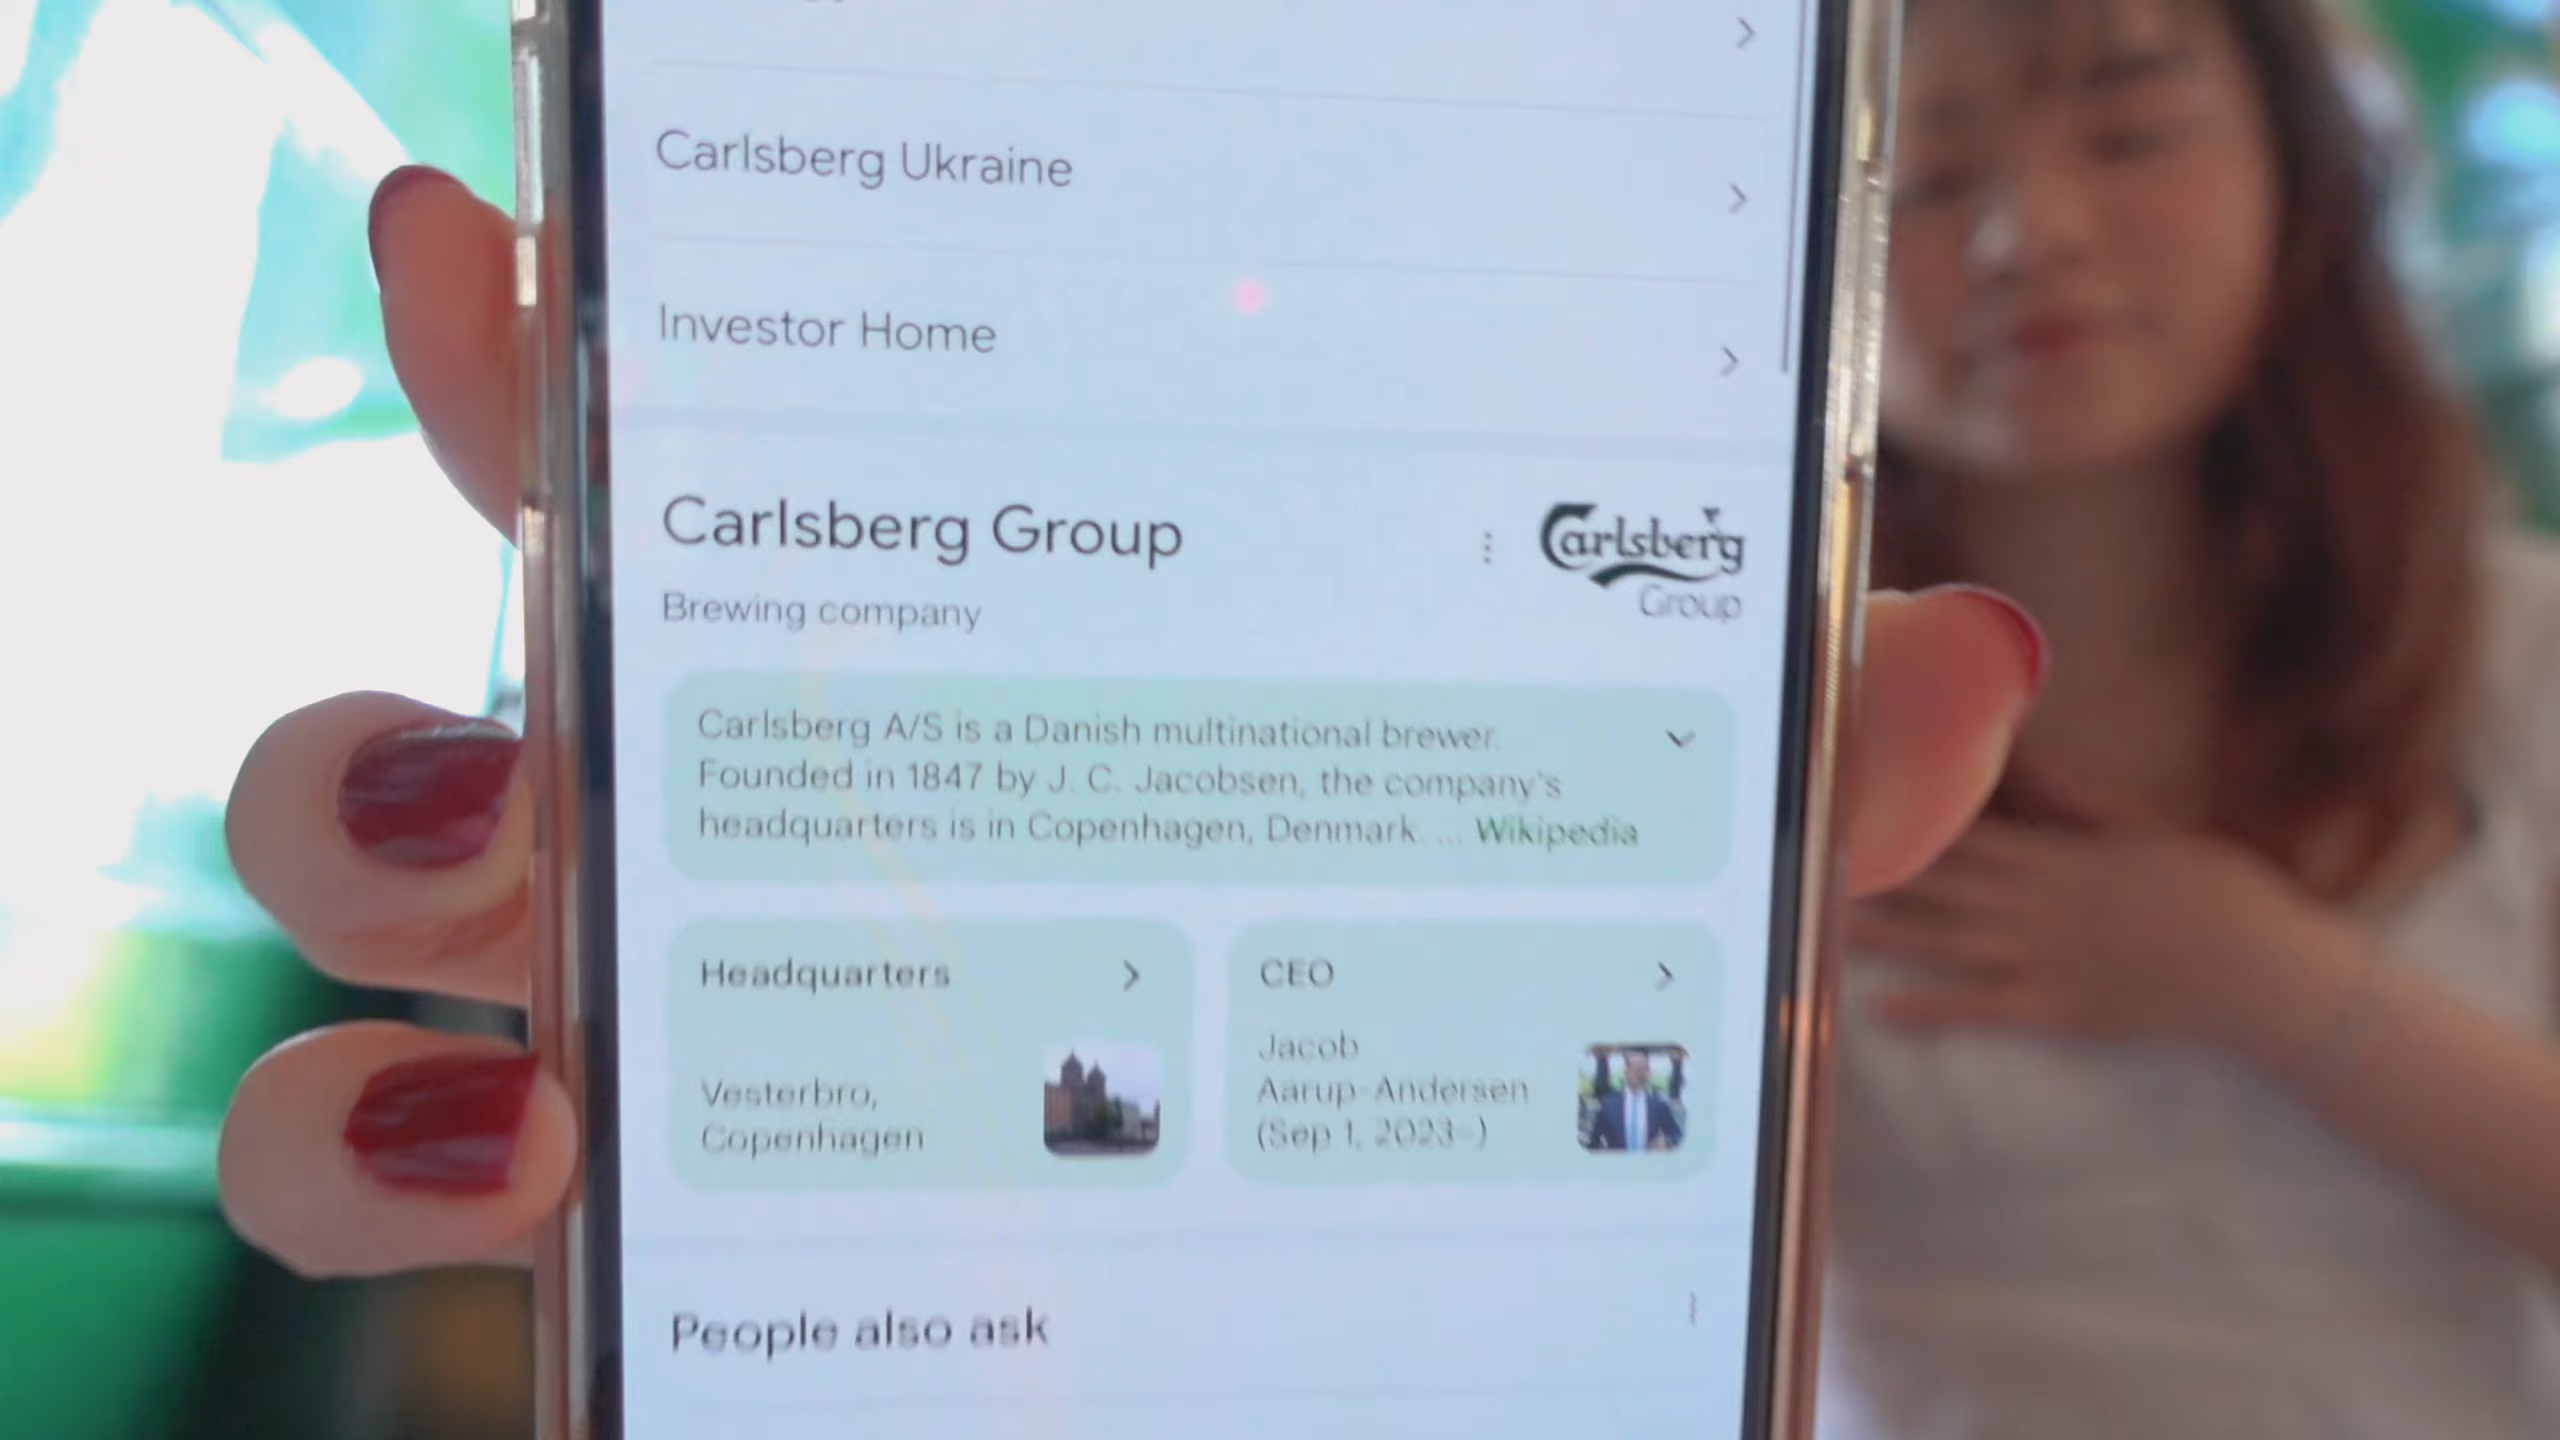 Carlsberg Ukraine
Investor Home
Carlsberg Group
Brewing company
Carlsberg
Group
Carlsberg A/S is a Danish multinational brewer.
Founded in 1847 by J. C. Jacobsen, the company's
headquarters is in Copenhagen, Denmark. ... Wikipedia
Headquarters
Vesterbro,
Copenhagen
CEO
Jacob
Aarup-Andersen
(Sep 1, 2023–)
People also ask